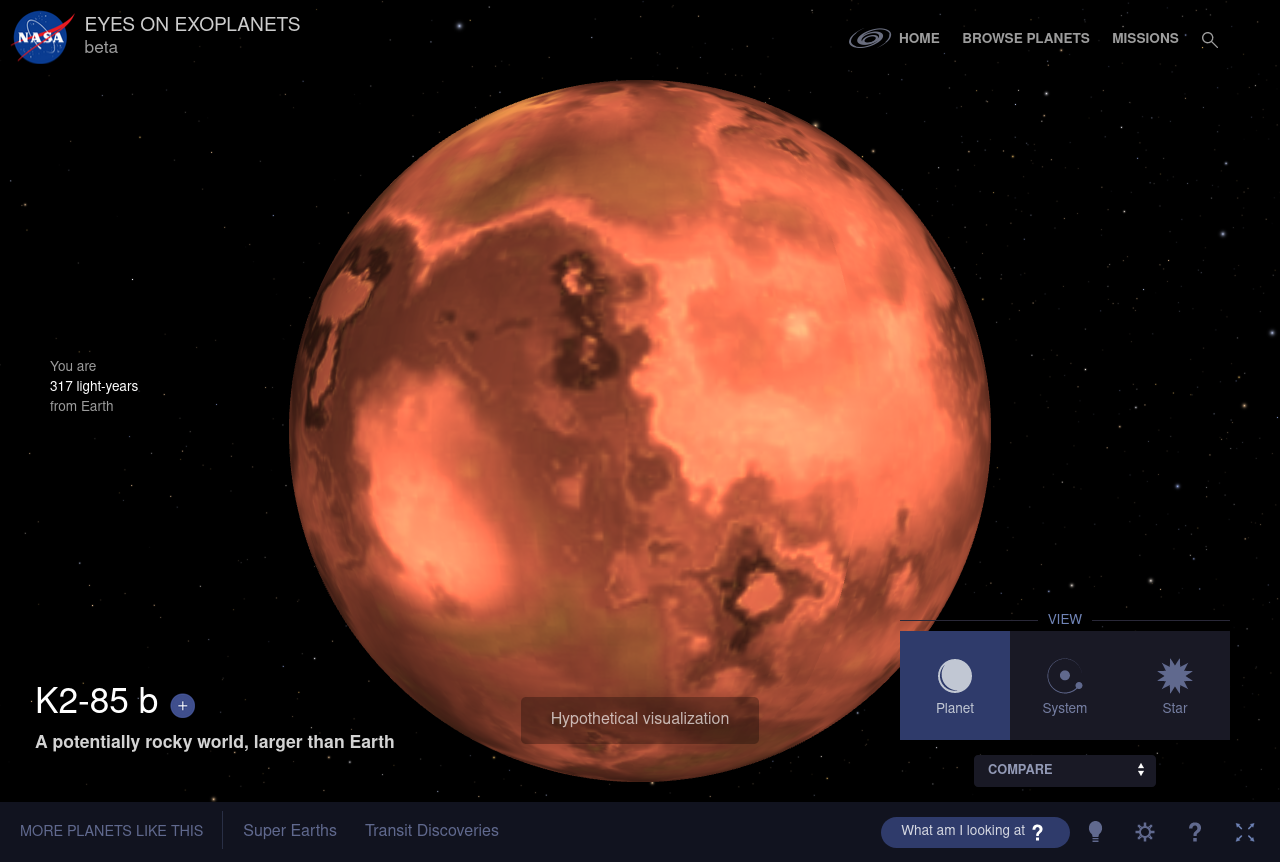 NASA
EYES ON EXOPLANETS
beta
HOME
BROWSE PLANETS
MISSIONS
You are
317 light-years
from Earth
VIEW
Planet
System
Star
K2-85 b +
A potentially rocky world, larger than Earth
Hypothetical visualization
COMPARE
MORE PLANETS LIKE THIS
Super Earths
Transit Discoveries
What am I looking at ?
?